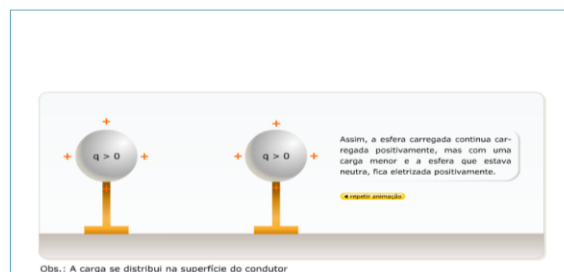 + +
+ q > 0 + + q > 0 +
+ +
Assim, a esfera carregada continua car-
regada positivamente, mas com uma
carga menor e a esfera que estava
neutra, fica eletrizada positivamente.
◄ repetir animação
Obs.: A carga se distribui na superfície do condutor